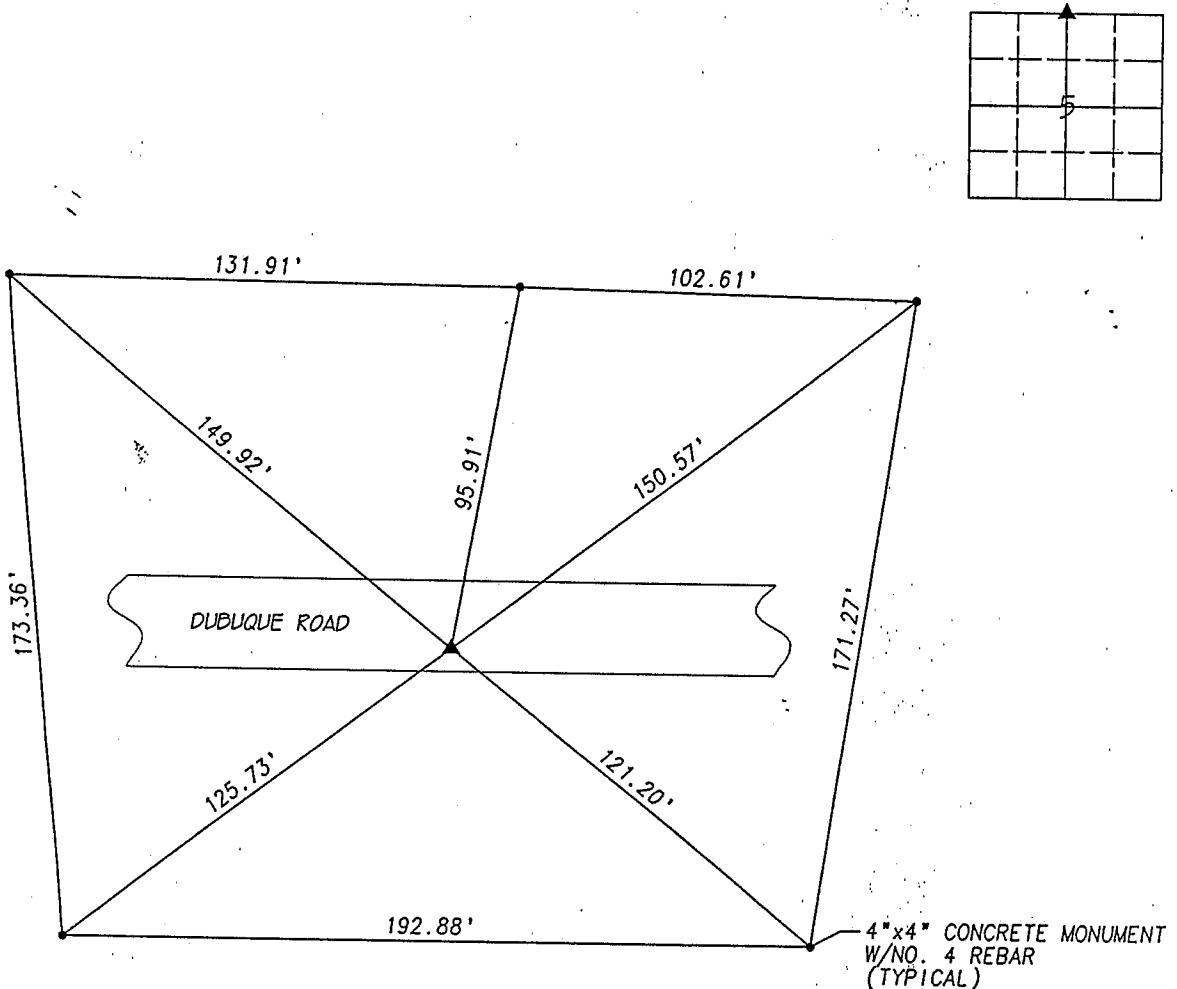 5
131.91'
102.61'
149.92'
95.91'
150.57'
173.36'
DUBUQUE ROAD
171.27'
125.73'
121.20'
192.88'
4"x4" CONCRETE MONUMENT
W/NO. 4 REBAR
(TYPICAL)